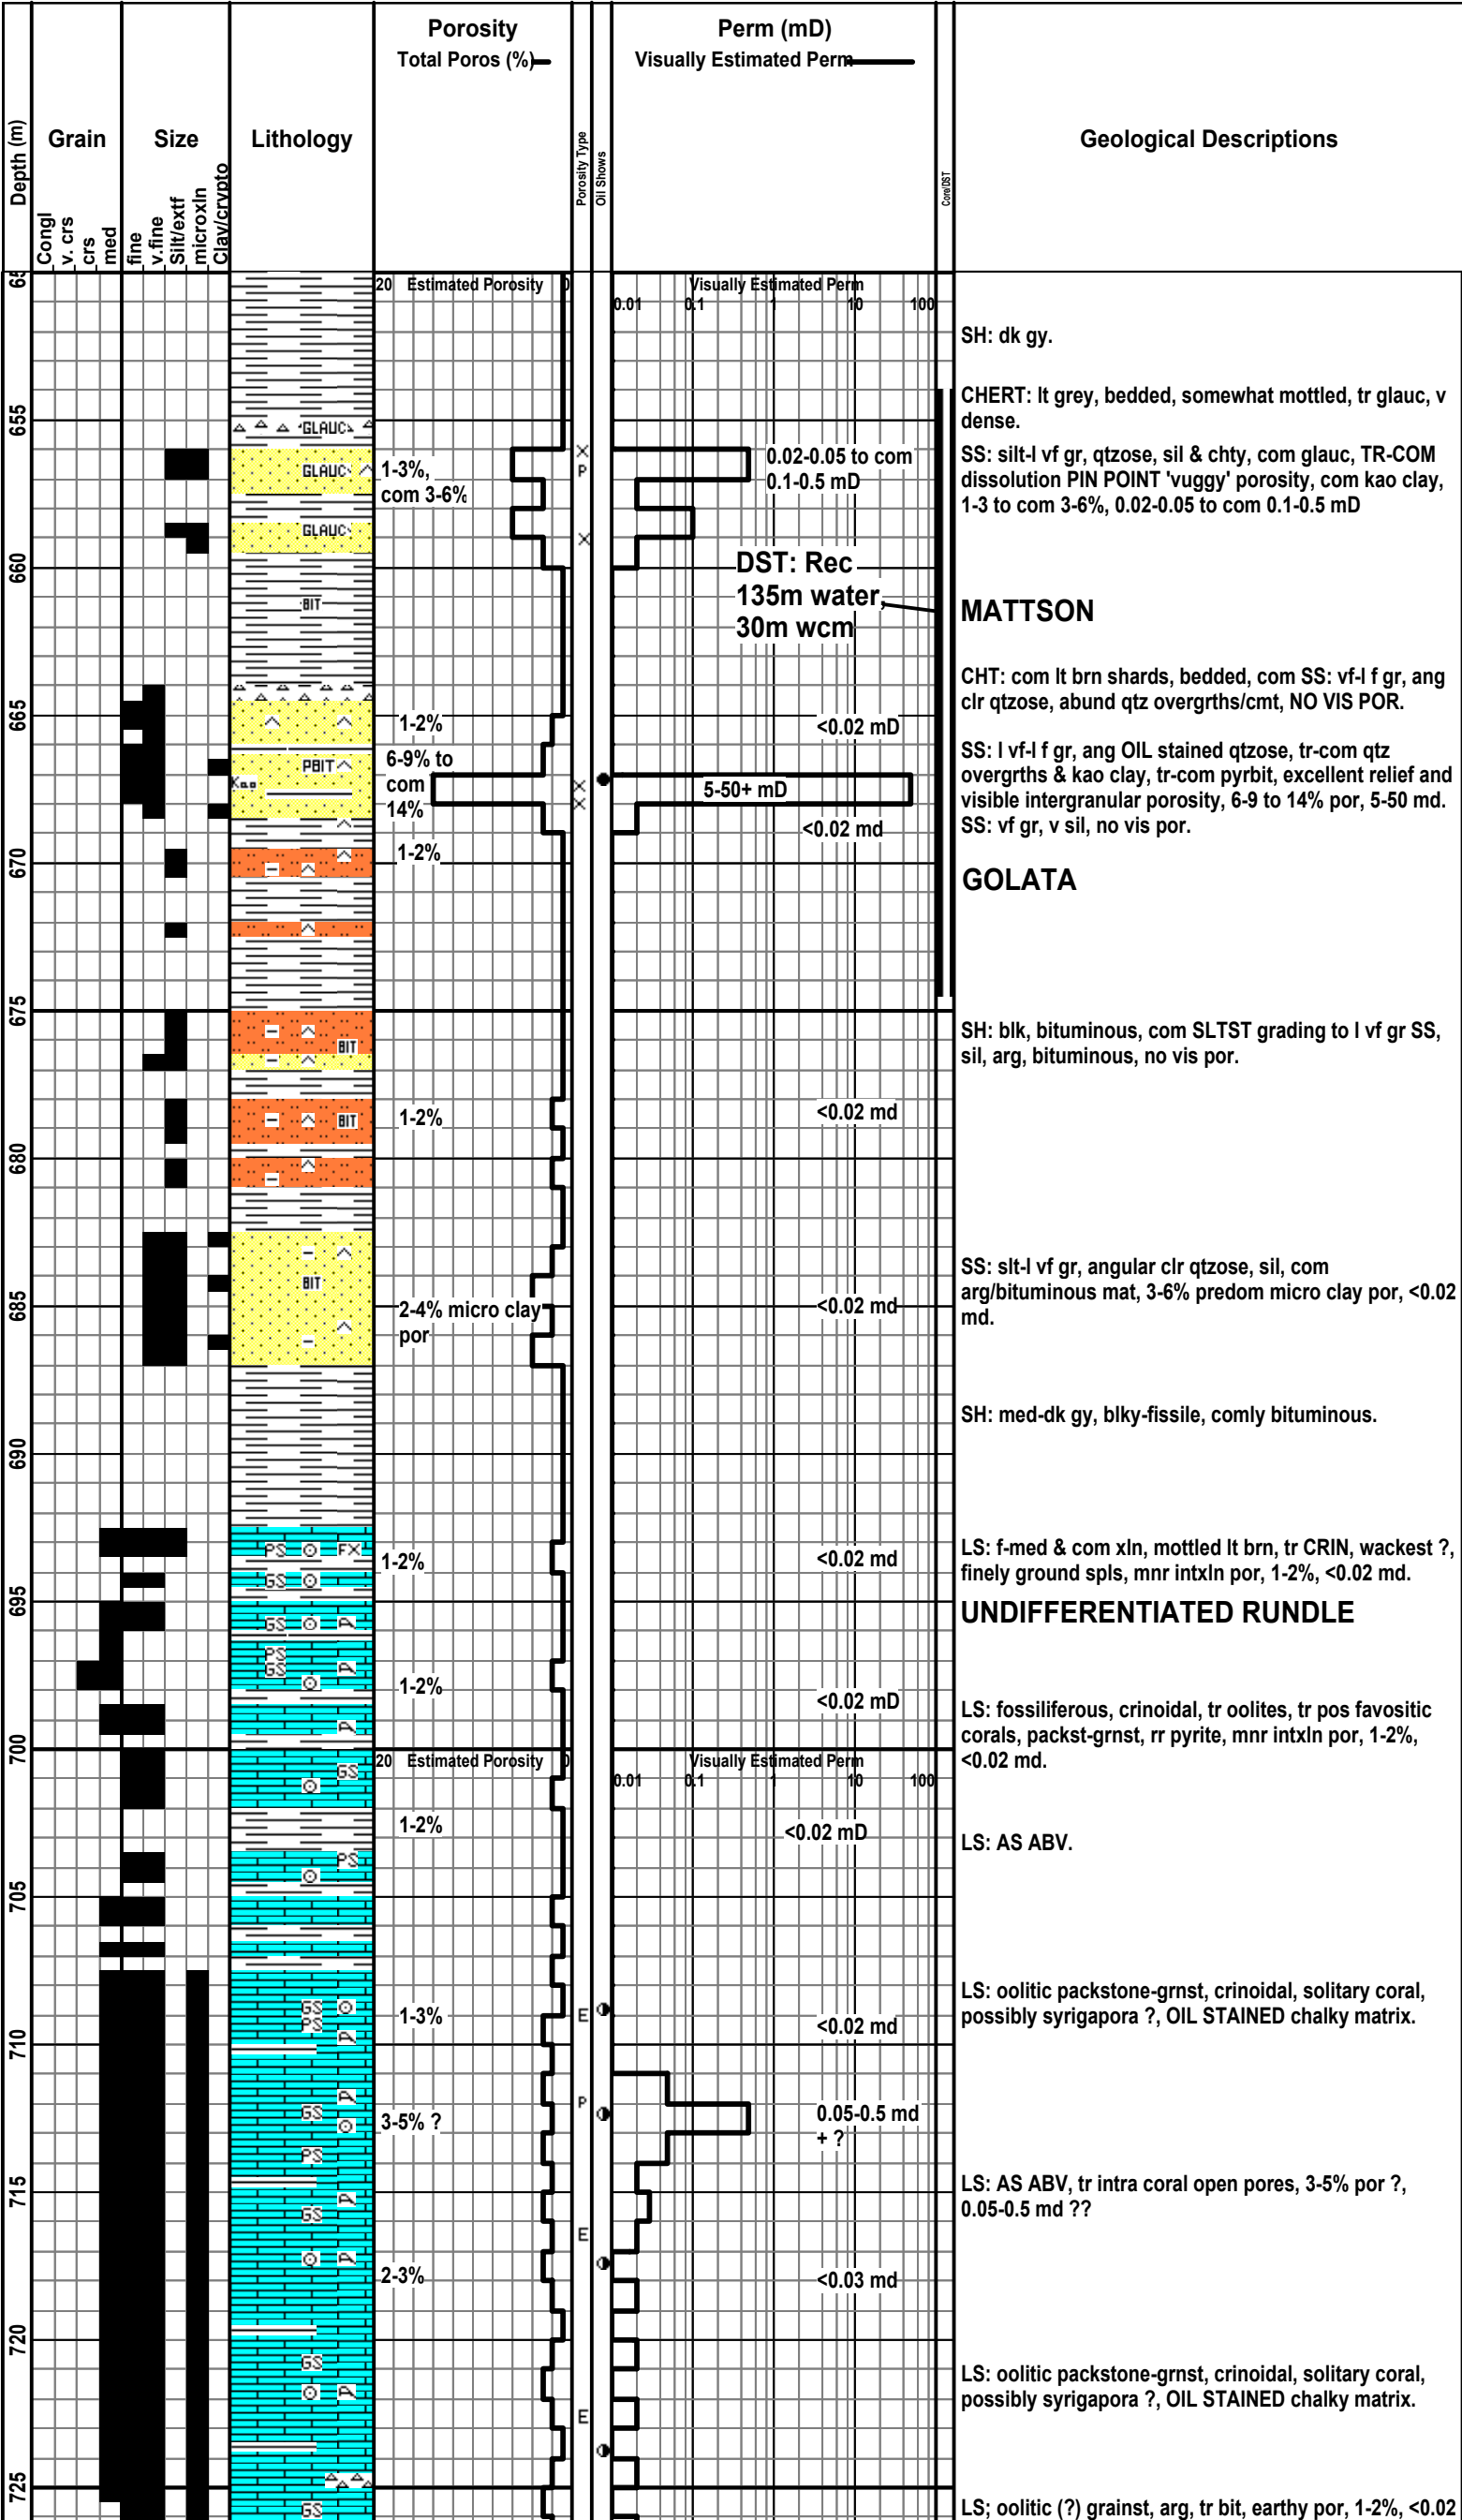 Porosity
Total Poros (%)
Perm (mD)
Visually Estimated Perm
Depth (m)
Grain Size
Lithology
Porosity Type
Oil Shows
Core/DST
Geological Descriptions
Congl
v. crs
crs
med
fine
v.fine
Silt/extf
microxln
Clay/crypto
65
20 Estimated Porosity 0
Visually Estimated Perm
0.01 0.1 1 10 100
SH: dk gy.
CHERT: lt grey, bedded, somewhat mottled, tr glauc, v
dense.
655
GLAUC
SS: silt-l vf gr, qtzose, sil & chty, com glauc, TR-COM
dissolution PIN POINT 'vuggy' porosity, com kao clay,
1-3 to com 3-6%, 0.02-0.05 to com 0.1-0.5 mD
GLAUC
1-3%,
com 3-6%
X
P
0.02-0.05 to com
0.1-0.5 mD
GLAUC
X
660
BIT
DST: Rec
135m water,
30m wcm
MATTSON
CHT: com lt brn shards, bedded, com SS: vf-l f gr, ang
clr qtzose, abund qtz overgrths/cmt, NO VIS POR.
665
1-2%
<0.02 mD
SS: l vf-l f gr, ang OIL stained qtzose, tr-com qtz
overgrths & kao clay, tr-com pyrbit, excellent relief and
visible intergranular porosity, 6-9 to 14% por, 5-50 md.
SS: vf gr, v sil, no vis por.
PBIT
Kao
6-9% to
com
14%
X
X
5-50+ mD
<0.02 md
670
1-2%
GOLATA
675
BIT
SH: blk, bituminous, com SLTST grading to l vf gr SS,
sil, arg, bituminous, no vis por.
BIT
1-2%
<0.02 md
680
BIT
SS: slt-l vf gr, angular clr qtzose, sil, com
arg/bituminous mat, 3-6% predom micro clay por, <0.02
md.
685
2-4% micro clay
por
<0.02 md
SH: med-dk gy, blky-fissile, comly bituminous.
690
PS FX
1-2%
<0.02 md
LS: f-med & com xln, mottled lt brn, tr CRIN, wackest ?,
finely ground spls, mnr intxln por, 1-2%, <0.02 md.
GS
695
UNDIFFERENTIATED RUNDLE
GS
PS
GS
1-2%
<0.02 mD
LS: fossiliferous, crinoidal, tr oolites, tr pos favositic
corals, packst-grnst, rr pyrite, mnr intxln por, 1-2%,
<0.02 md.
700
20 Estimated Porosity 0
Visually Estimated Perm
0.01 0.1 1 10 100
GS
1-2%
<0.02 mD
LS: AS ABV.
PS
705
GS
PS
1-3%
E
<0.02 md
LS: oolitic packstone-grnst, crinoidal, solitary coral,
possibly syrigapora ?, OIL STAINED chalky matrix.
710
GS
PS
3-5% ?
P
0.05-0.5 md
+ ?
715
GS
LS: AS ABV, tr intra coral open pores, 3-5% por ?,
0.05-0.5 md ??
E
2-3%
<0.03 md
720
GS
LS: oolitic packstone-grnst, crinoidal, solitary coral,
possibly syrigapora ?, OIL STAINED chalky matrix.
E
725
GS
LS; oolitic (?) grainst, arg, tr bit, earthy por, 1-2%, <0.02